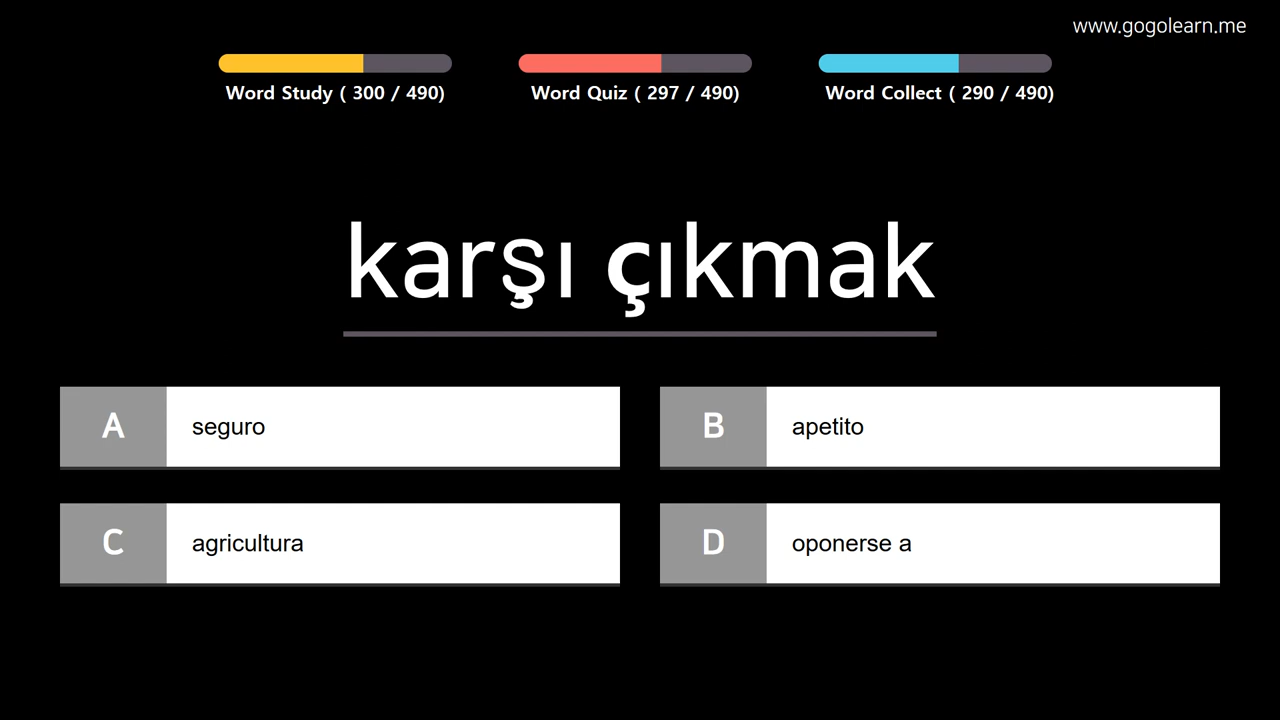 www.gogolearn.me
Word Study ( 300 / 490)
Word Quiz ( 297 / 490)
Word Collect ( 290 / 490)
karşı çıkmak
A
seguro
B
apetito
C
agricultura
D
oponerse a